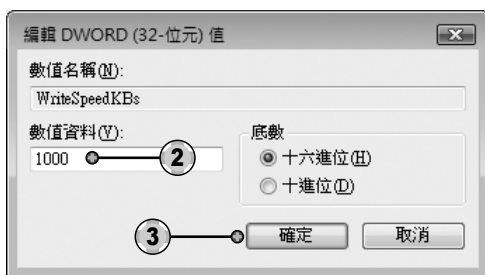 編輯 DWORD (32-位元) 值
數值名稱(N):
WriteSpeedKBs
數值資料(V):
1000
2
底數
十六進位(H)
十進位(D)
3
確定
取消